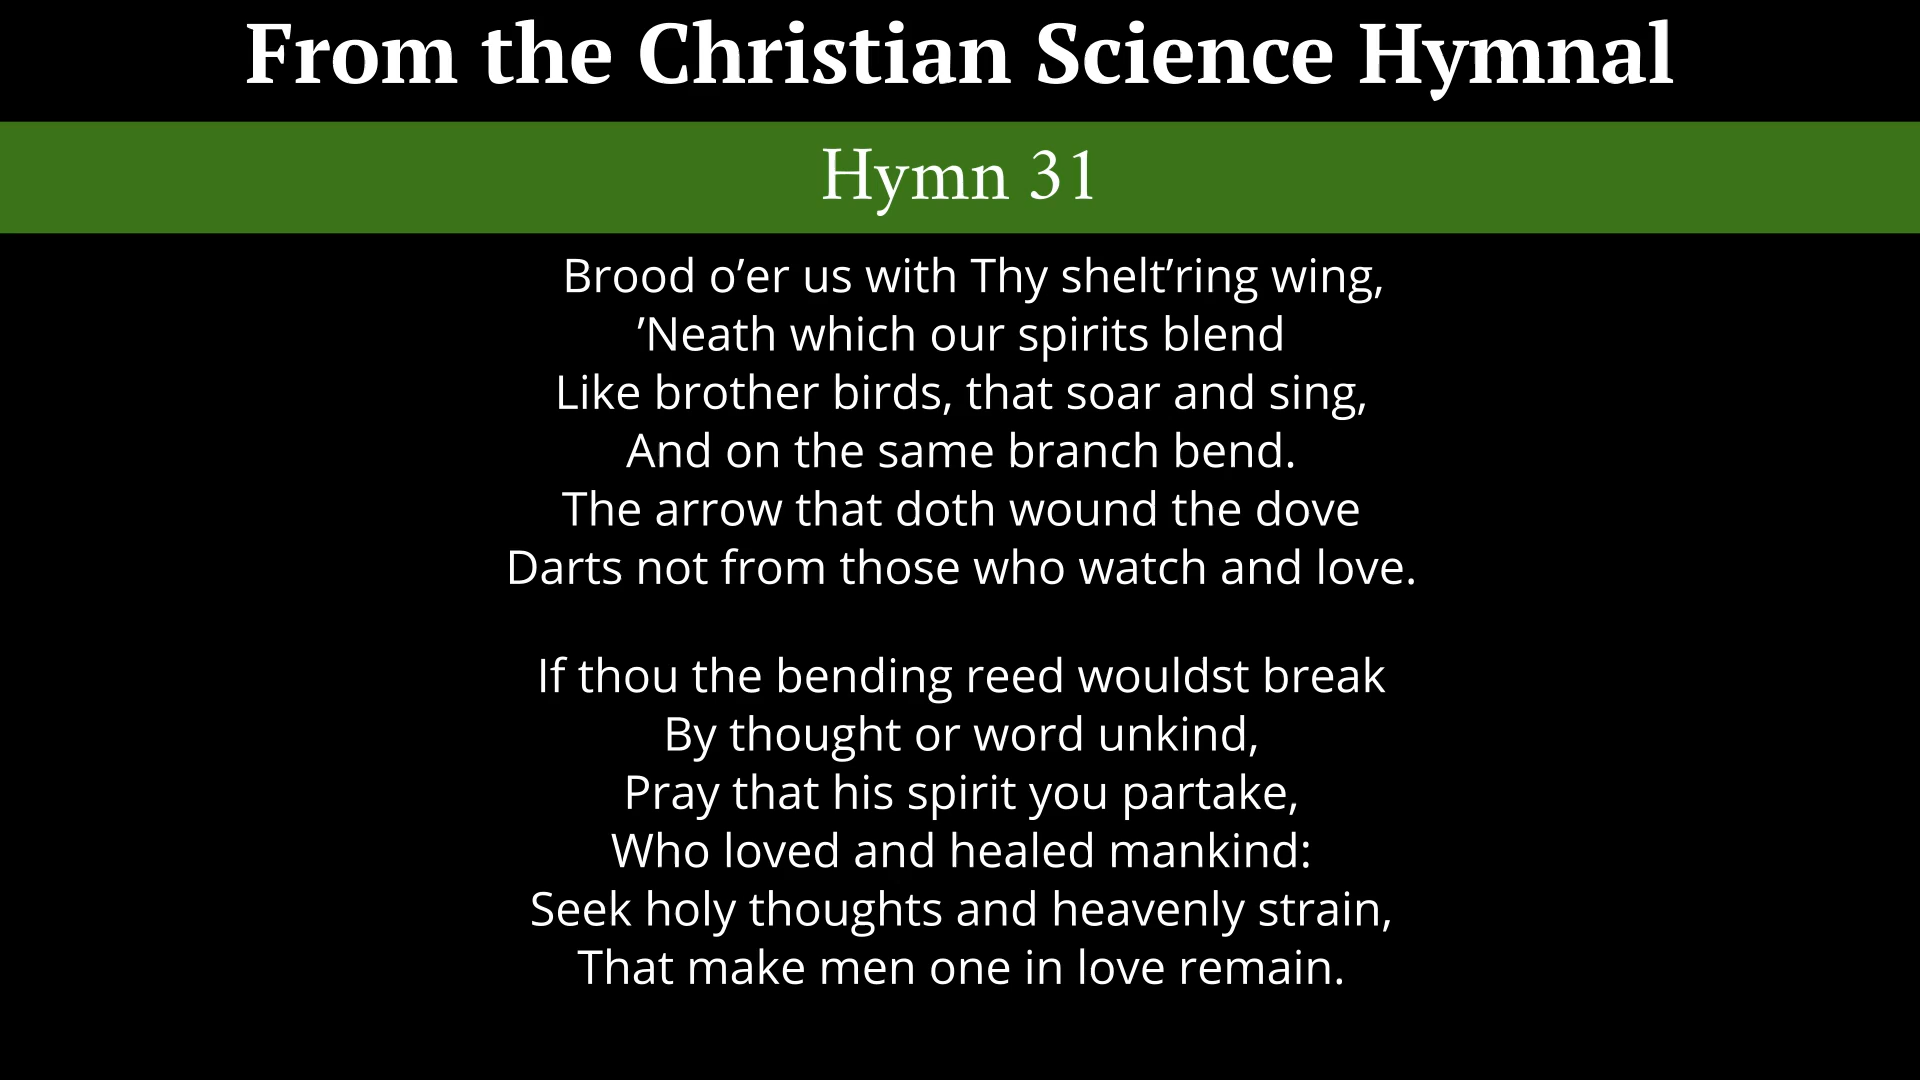 From the Christian Science Hymnal
Hymn 31
Brood o’er us with Thy shelt’ring wing,
’Neath which our spirits blend
Like brother birds, that soar and sing,
And on the same branch bend.
The arrow that doth wound the dove
Darts not from those who watch and love.
If thou the bending reed wouldst break
By thought or word unkind,
Pray that his spirit you partake,
Who loved and healed mankind:
Seek holy thoughts and heavenly strain,
That make men one in love remain.